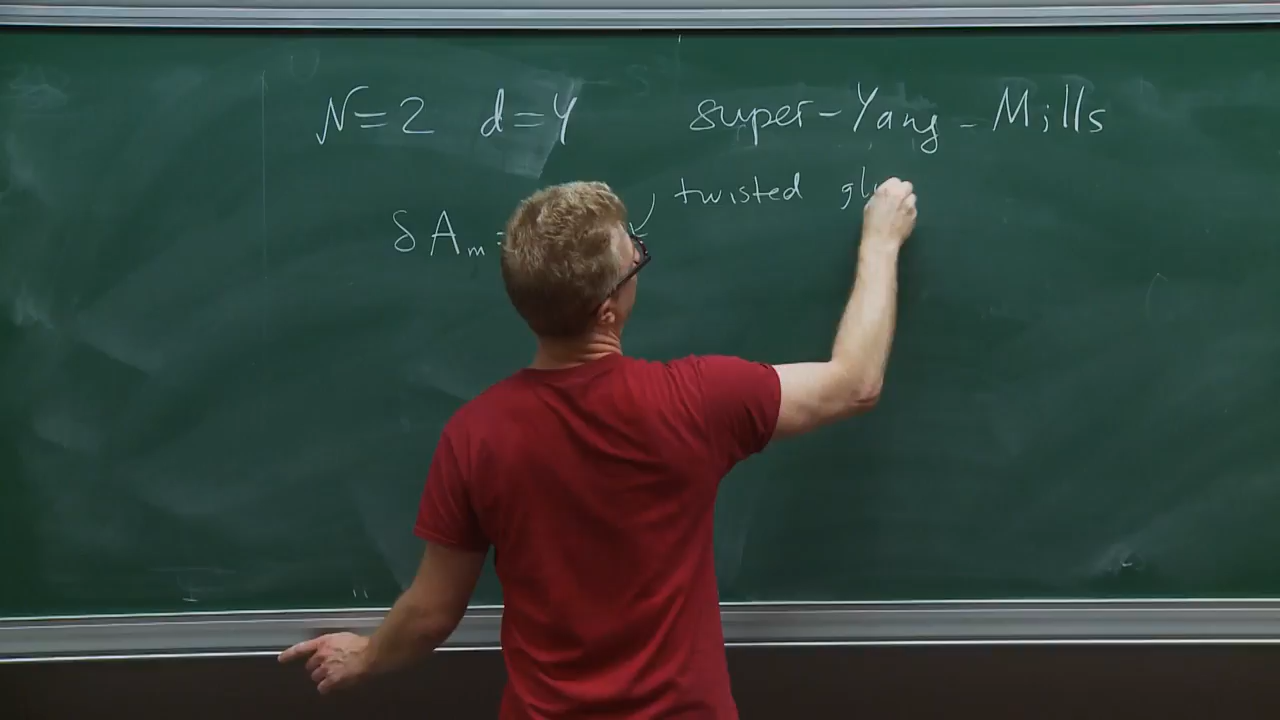 N=2 d=4 super-Yang-Mills
twisted gl
δA_m =